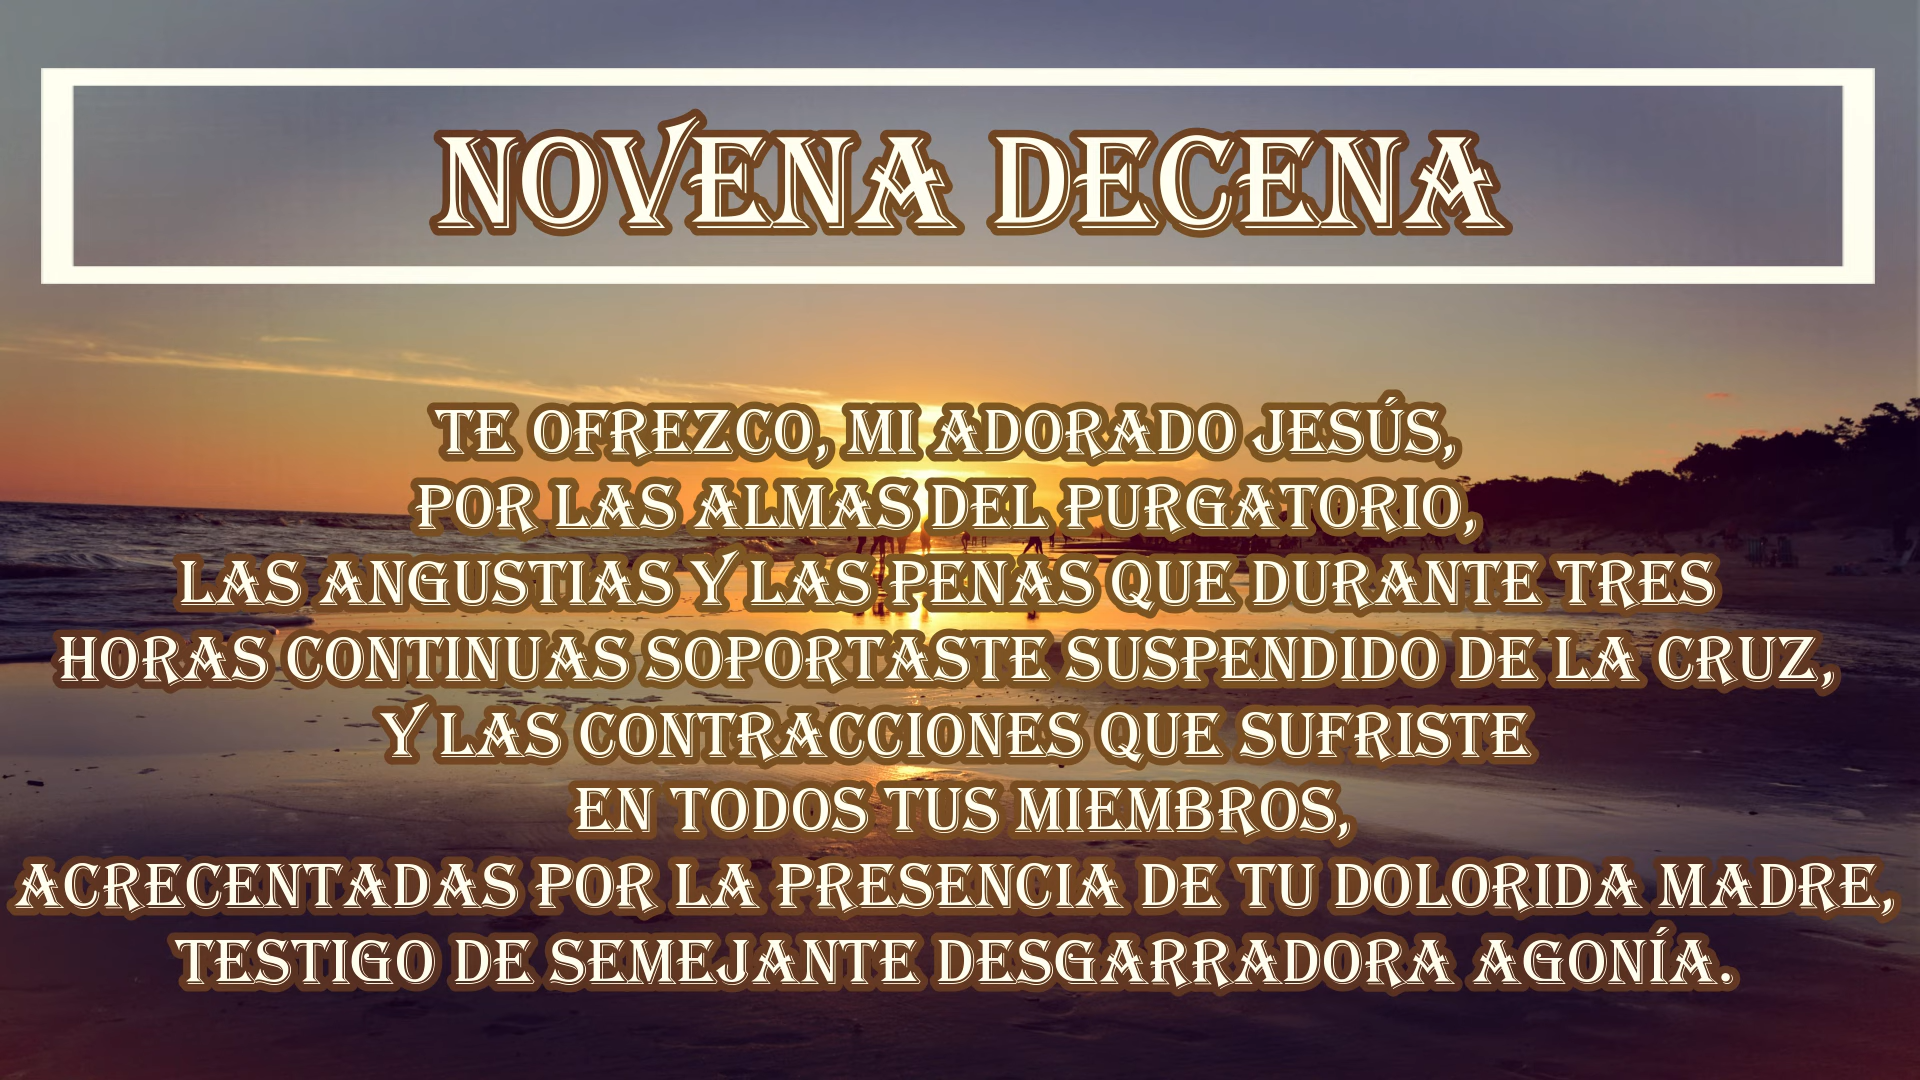 NOVENA DECENA
TE OFREZCO, MI ADORADO JESÚS,
POR LAS ALMAS DEL PURGATORIO,
LAS ANGUSTIAS Y LAS PENAS QUE DURANTE TRES
HORAS CONTINUAS SOPORTASTE SUSPENDIDO DE LA CRUZ,
Y LAS CONTRACCIONES QUE SUFRISTE
EN TODOS TUS MIEMBROS,
ACRECENTADAS POR LA PRESENCIA DE TU DOLORIDA MADRE,
TESTIGO DE SEMEJANTE DESGARRADORA AGONÍA.